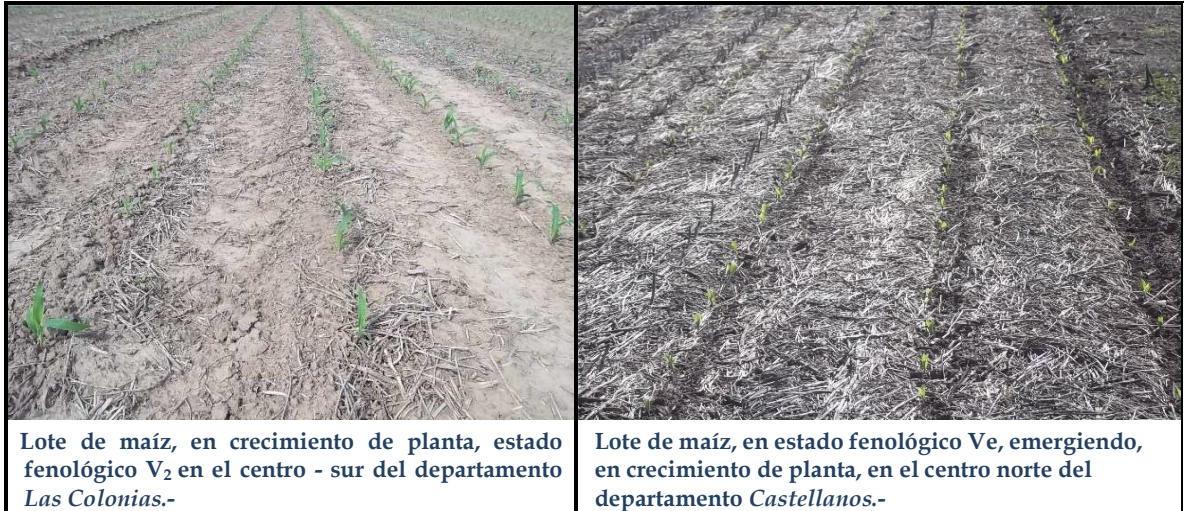 Lote de maíz, en crecimiento de planta, estado
fenológico V₂ en el centro - sur del departamento
Las Colonias.-
Lote de maíz, en estado fenológico Ve, emergiendo,
en crecimiento de planta, en el centro norte del
departamento Castellanos.-